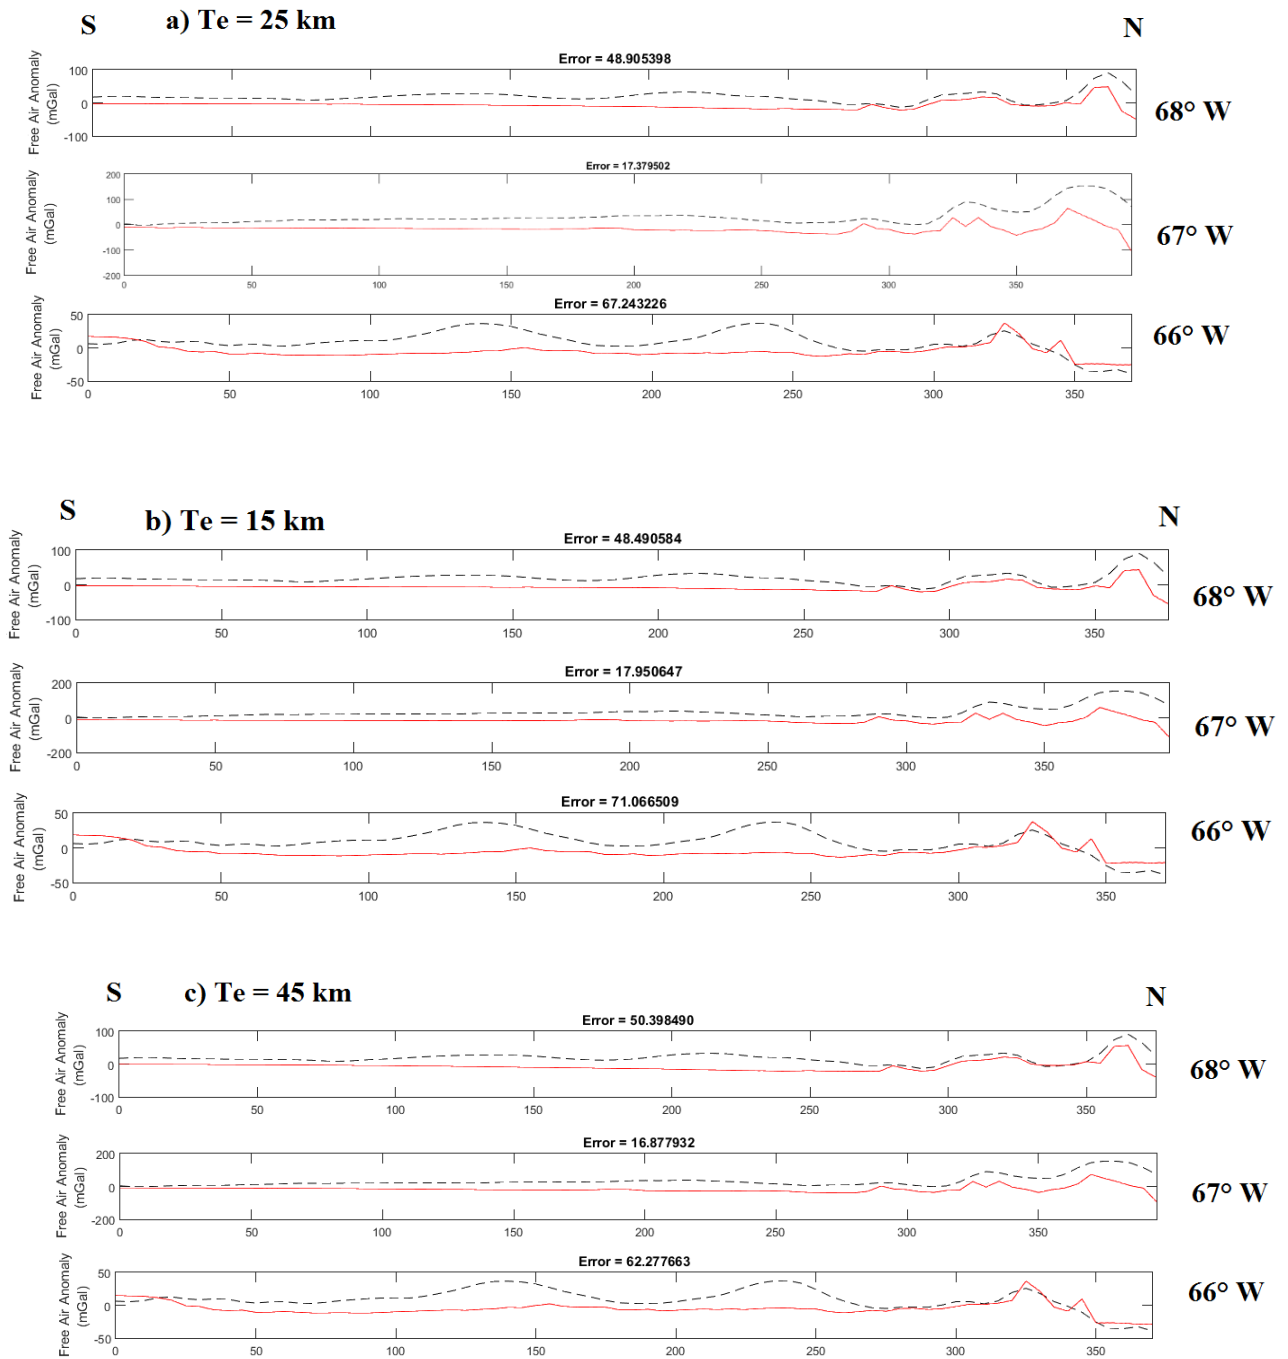 S a) Te = 25 km N
Error = 48.905398
Free Air Anomaly
(mGal)
100
0
-100
68° W
Error = 17.379502
Free Air Anomaly
(mGal)
200
100
0
-100
-200
0 50 100 150 200 250 300 350
67° W
Error = 67.243226
Free Air Anomaly
(mGal)
50
0
-50
0 50 100 150 200 250 300 350
66° W
S b) Te = 15 km N
Error = 48.490584
Free Air Anomaly
(mGal)
100
0
-100
0 50 100 150 200 250 300 350
68° W
Error = 17.950647
Free Air Anomaly
(mGal)
200
0
-200
0 50 100 150 200 250 300 350
67° W
Error = 71.066509
Free Air Anomaly
(mGal)
50
0
-50
0 50 100 150 200 250 300 350
66° W
S c) Te = 45 km N
Error = 50.398490
Free Air Anomaly
(mGal)
100
0
-100
0 50 100 150 200 250 300 350
68° W
Error = 16.877932
Free Air Anomaly
(mGal)
200
0
-200
0 50 100 150 200 250 300 350
67° W
Error = 62.277663
Free Air Anomaly
(mGal)
50
0
-50
0 50 100 150 200 250 300 350
66° W